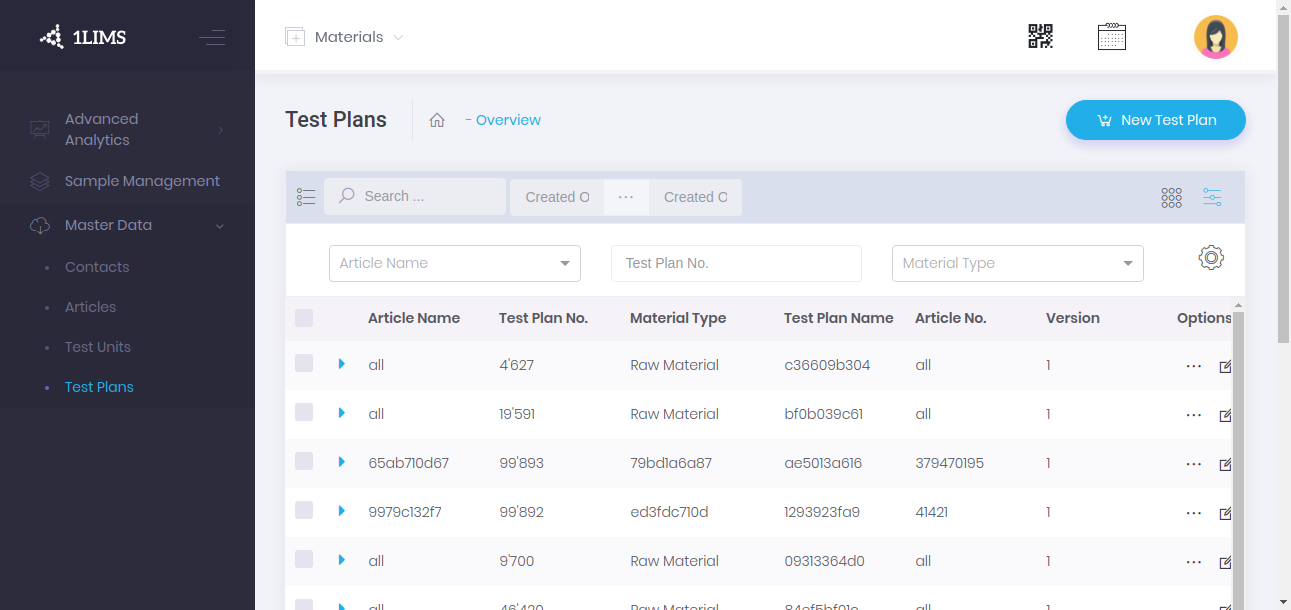 1LIMS
Materials
Advanced
Analytics
Sample Management
Master Data
Contacts
Articles
Test Units
Test Plans
Test Plans
- Overview
New Test Plan
Search ...
Created O
...
Created O
Article Name
Test Plan No.
Material Type
Article Name Test Plan No. Material Type Test Plan Name Article No. Version Options
all 4'627 Raw Material c36609b304 all 1 ...
all 19'591 Raw Material bf0b039c61 all 1 ...
65ab710d67 99'893 79bd1a6a87 ae5013a616 379470195 1 ...
9979c132f7 99'892 ed3fdc710d 1293923fa9 41421 1 ...
all 9'700 Raw Material 09313364d0 all 1 ...
all 46'420 Raw Material 84ef5bf01e all 1